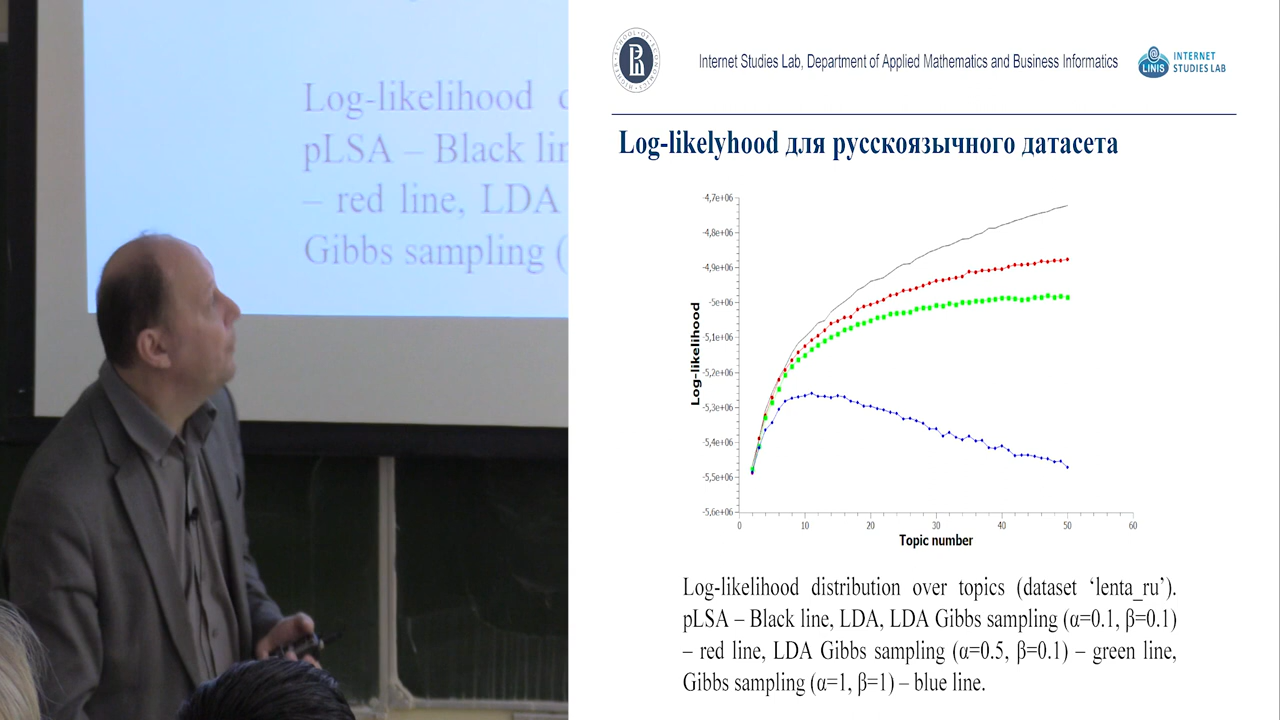 Log-likelihood
pLSA – Black
– red line, LDA
Gibbs sampling (
Internet Studies Lab, Department of Applied Mathematics and Business Informatics
LINIS
INTERNET
STUDIES LAB
Log-likelyhood для русскоязычного датасета
-4,7e+06
-4,8e+06
-4,9e+06
-5e+06
-5,1e+06
-5,2e+06
-5,3e+06
-5,4e+06
-5,5e+06
-5,6e+06
Log-likelihood
0 10 20 30 40 50 60
Topic number
Log-likelihood distribution over topics (dataset ‘lenta_ru’).
pLSA – Black line, LDA, LDA Gibbs sampling (α=0.1, β=0.1)
– red line, LDA Gibbs sampling (α=0.5, β=0.1) – green line,
Gibbs sampling (α=1, β=1) – blue line.